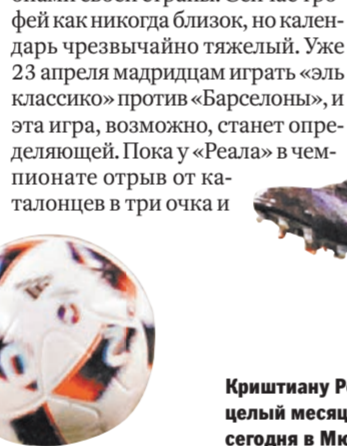 фей как никогда близок, но кален-
дарь чрезвычайно тяжелый. Уже
23 апреля мадридцам играть «эль
классико» против «Барселоны», и
эта игра, возможно, станет опре-
деляющей. Пока у «Реала» в чем-
пионате отрыв от ка-
талонцев в три очка и
Криштиану
целый месяц
сегодня в